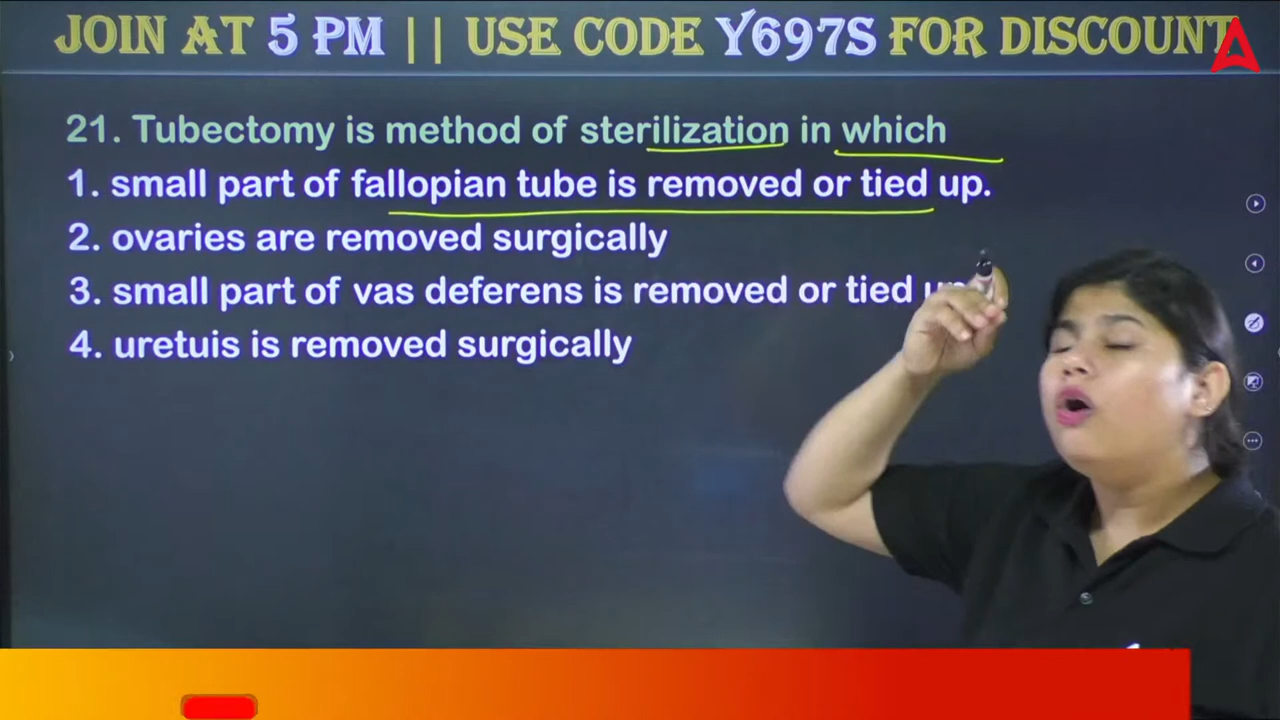 JOIN AT 5 PM || USE CODE Y697S FOR DISCOUNT
21. Tubectomy is method of sterilization in which
1. small part of fallopian tube is removed or tied up.
2. ovaries are removed surgically
3. small part of vas deferens is removed or tied
4. uretuis is removed surgically